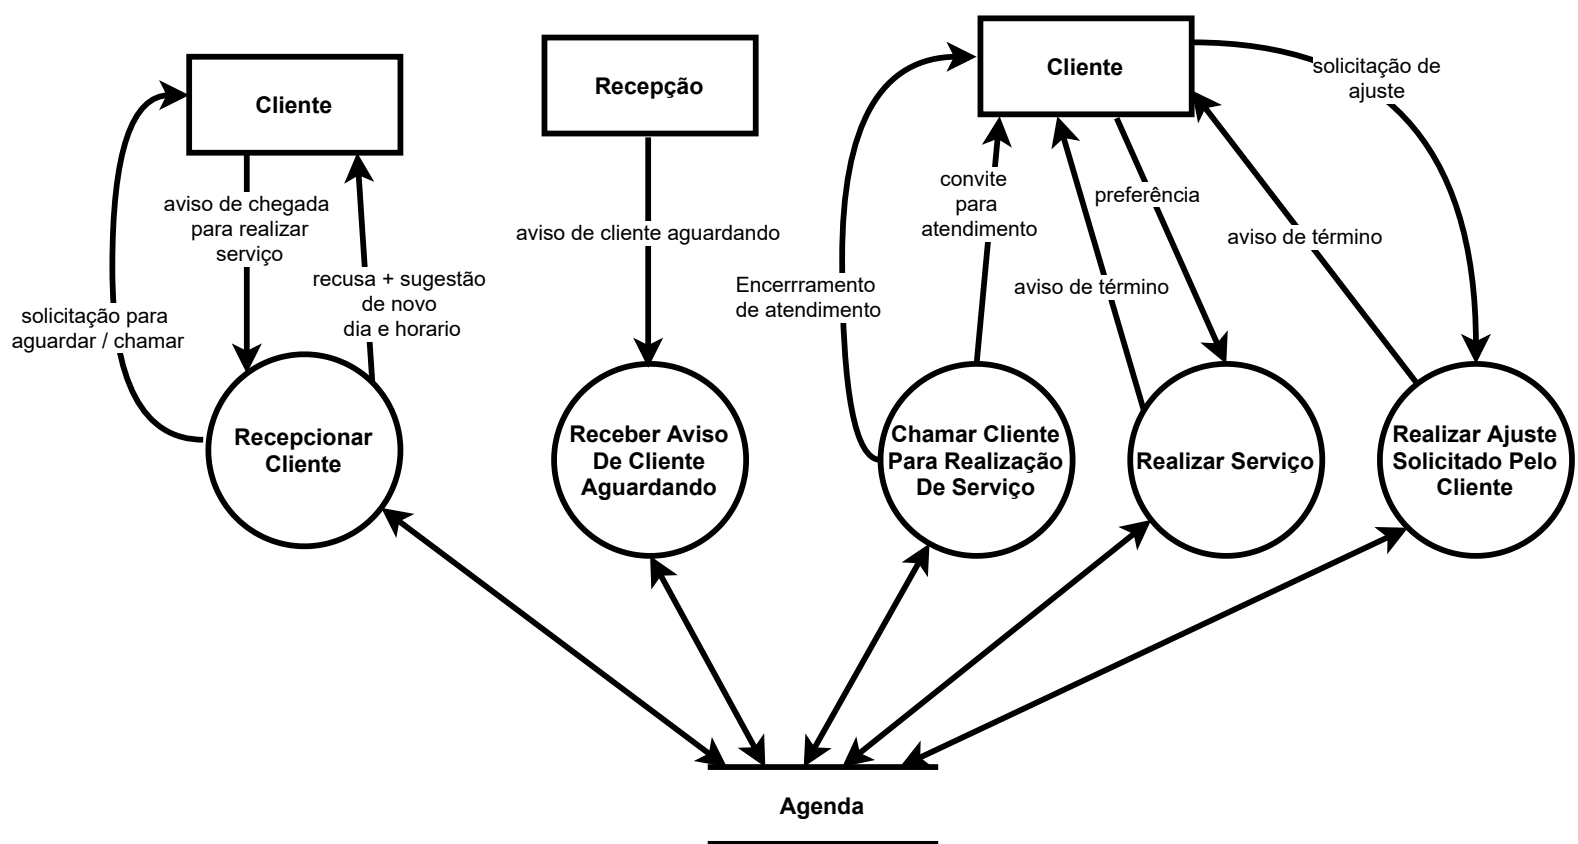 Cliente
Recepção
Cliente
solicitação de
ajuste
aviso de chegada
para realizar
serviço
recusa + sugestão
de novo
dia e horario
solicitação para
aguardar / chamar
aviso de cliente aguardando
convite
para
atendimento
preferência
aviso de término
Encerrramento
de atendimento
aviso de término
Recepcionar
Cliente
Receber Aviso
De Cliente
Aguardando
Chamar Cliente
Para Realização
De Serviço
Realizar Serviço
Realizar Ajuste
Solicitado Pelo
Cliente
Agenda